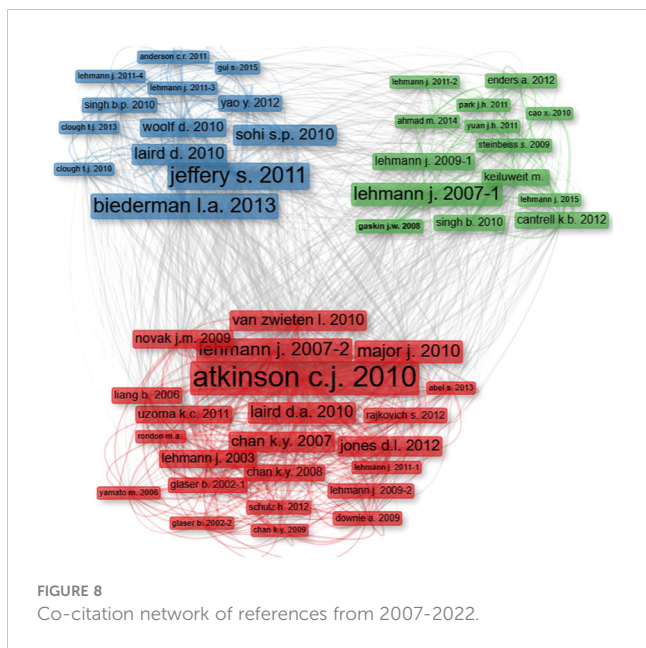 anderson c.r. 2011
gul s. 2015
lehmann j. 2011-4
lehmann j. 2011-3
singh b.p. 2010
yao y. 2012
clough t.j. 2013
woolf d. 2010
sohi s.p. 2010
laird d. 2010
clough t.j. 2010
jeffery s. 2011
biederman l.a. 2013
lehmann j. 2011-2
enders a. 2012
park j.h. 2011
cao x. 2010
ahmad m. 2014
yuan j.h. 2011
steinbeiss s. 2009
lehmann j. 2009-1
keiluweit m.
lehmann j. 2007-1
lehmann j. 2015
gaskin j.w. 2008
singh b. 2010
cantrell k.b. 2012
van zwieten l. 2010
novak j.m. 2009
lehmann j. 2007-2
major j. 2010
atkinson c.j. 2010
abel s. 2013
liang b. 2006
uzoma k.c. 2011
laird d.a. 2010
rajkovich s. 2012
rondon m.a.
chan k.y. 2007
jones d.l. 2012
lehmann j. 2003
chan k.y. 2008
lehmann j. 2011-1
glaser b. 2002-1
yamato m. 2006
lehmann j. 2009-2
schulz h. 2012
glaser b. 2002-2
chan k.y. 2009
downie a. 2009
FIGURE 8
Co-citation network of references from 2007-2022.